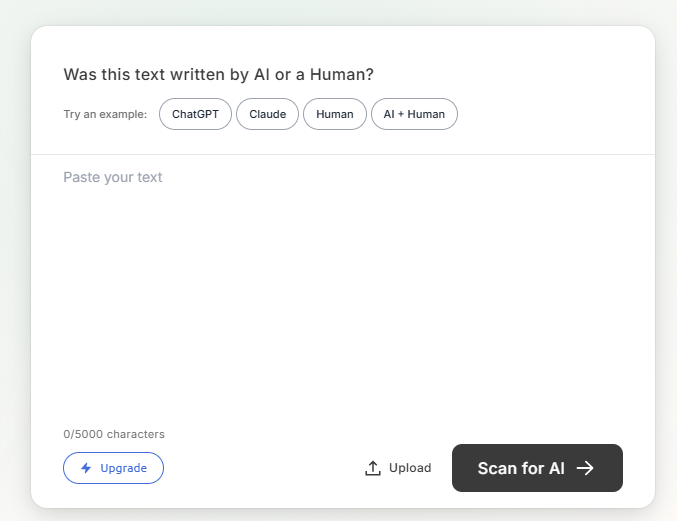 Was this text written by AI or a Human?
Try an example: ChatGPT Claude Human AI + Human
Paste your text
0/5000 characters
Upgrade Upload Scan for AI →